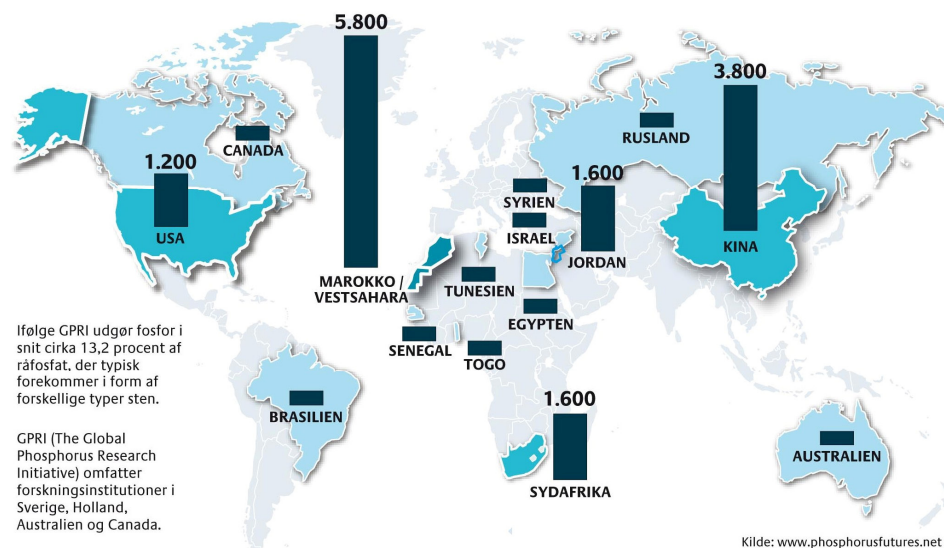 5.800
3.800
CANADA
RUSLAND
1.200
1.600
SYRIEN
USA
ISRAEL
KINA
JORDAN
MAROKKO /
VESTSAHARA
TUNESIEN
EGYPTEN
SENEGAL
TOGO
Ifølge GPRI udgør fosfor i
snit cirka 13,2 procent af
råfosfat, der typisk
forekommer i form af
forskellige typer sten.
BRASILIEN
1.600
AUSTRALIEN
SYDAFRIKA
GPRI (The Global
Phosphorus Research
Initiative) omfatter
forskningsinstitutioner i
Sverige, Holland,
Australien og Canada.
Kilde: www.phosphorusfutures.net